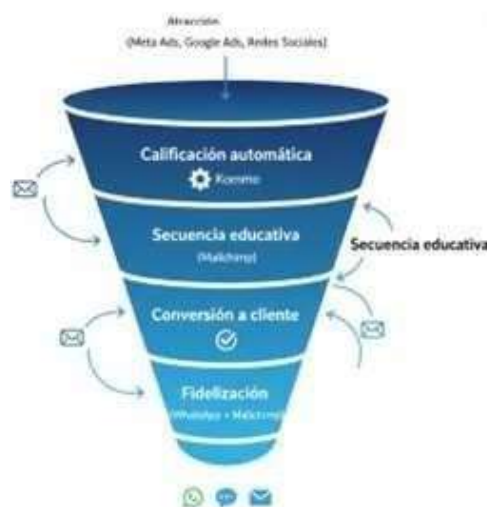 Atracción
(Meta Ads, Google Ads, Redes Sociales)
Calificación automática
Kommo
Secuencia educativa
(Mailchimp)
Secuencia educativa
Conversión a cliente
Fidelización
(WhatsApp + Mailchimp)